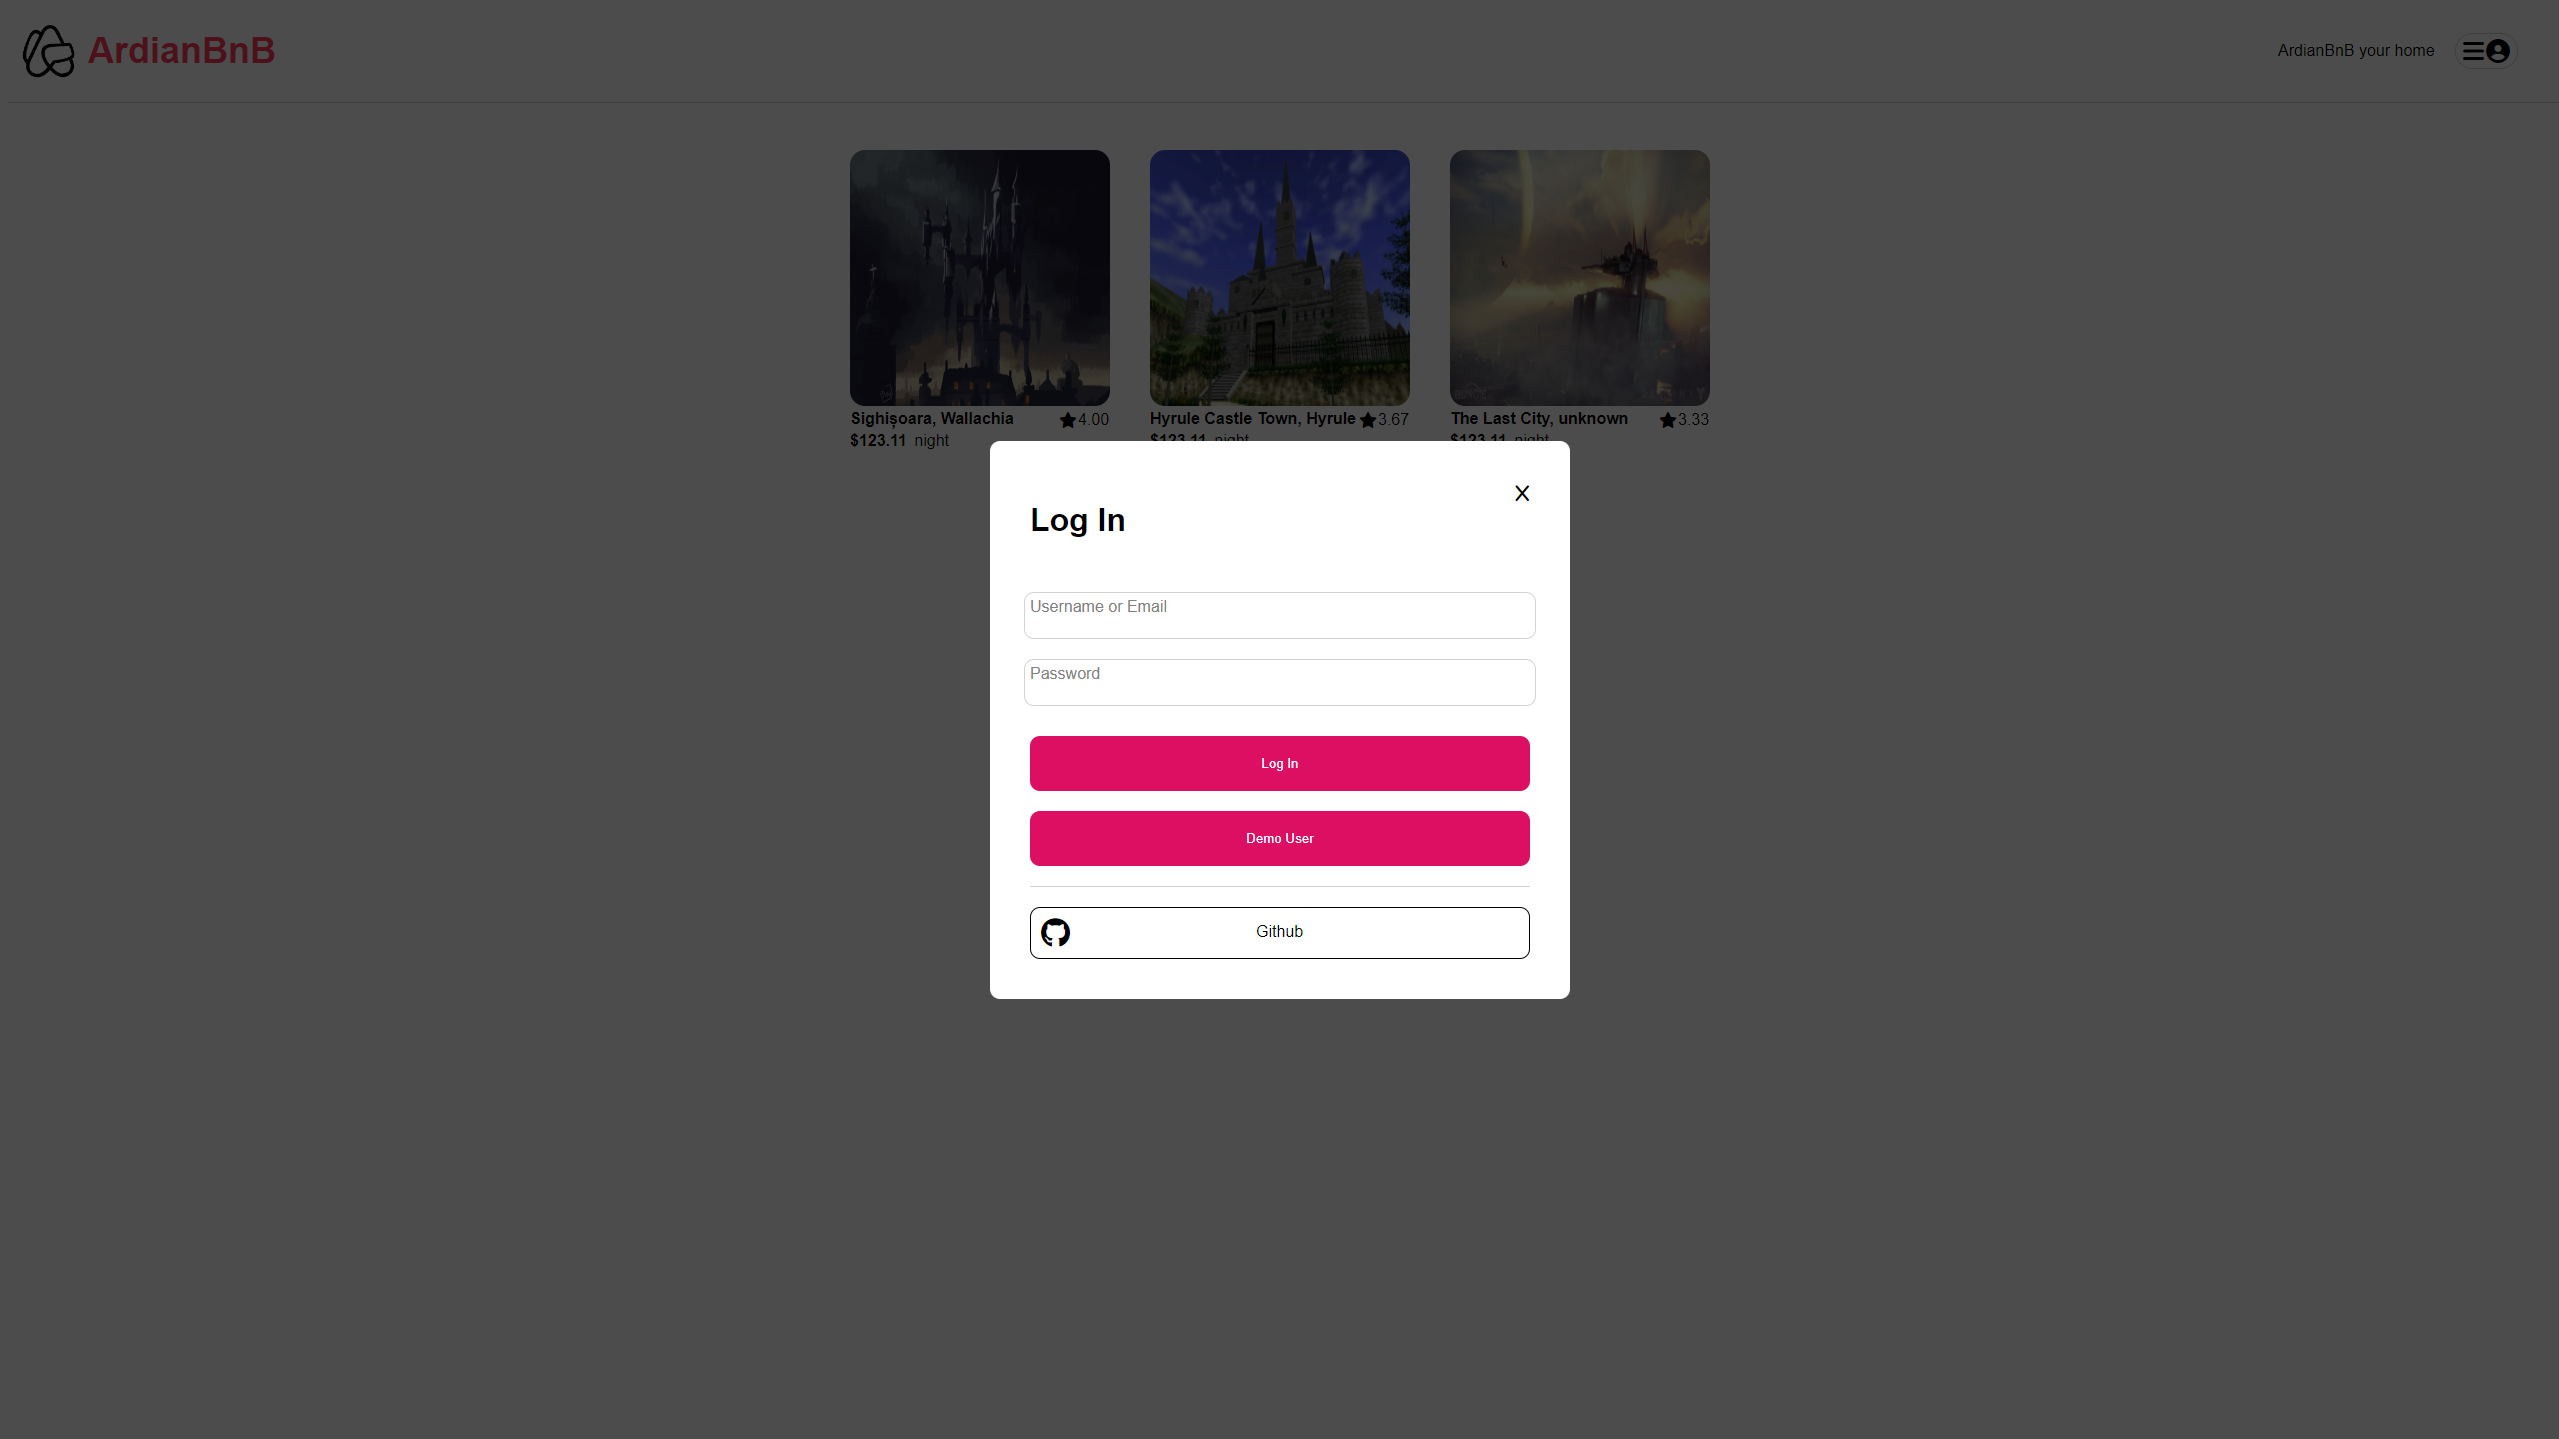 ArdianBnB
ArdianBnB your home
Sighișoara, Wallachia 4.00
$123.11 night
Hyrule Castle Town, Hyrule 3.67
$123.11 night
The Last City, unknown 3.33
$123.11 night
X
Log In
Username or Email
Password
Log In
Demo User
Github